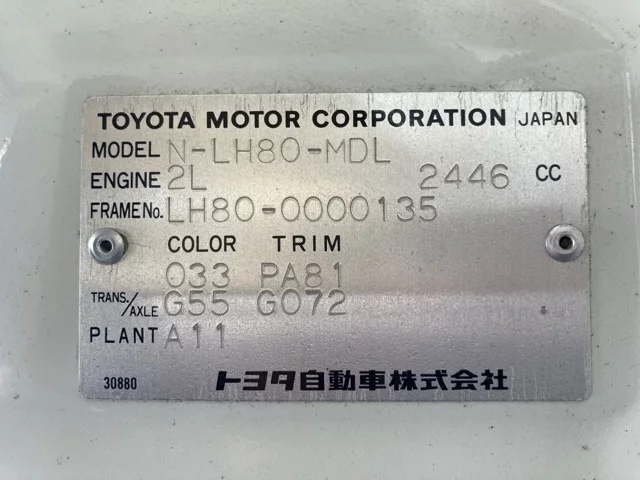 TOYOTA MOTOR CORPORATION JAPAN
MODEL N-LH80-MDL
ENGINE 2L 2446 CC
FRAME No. LH80-0000135
COLOR TRIM
033 PA81
TRANS./AXLE G55 G072
PLANT A11
30880 トヨタ自動車株式会社